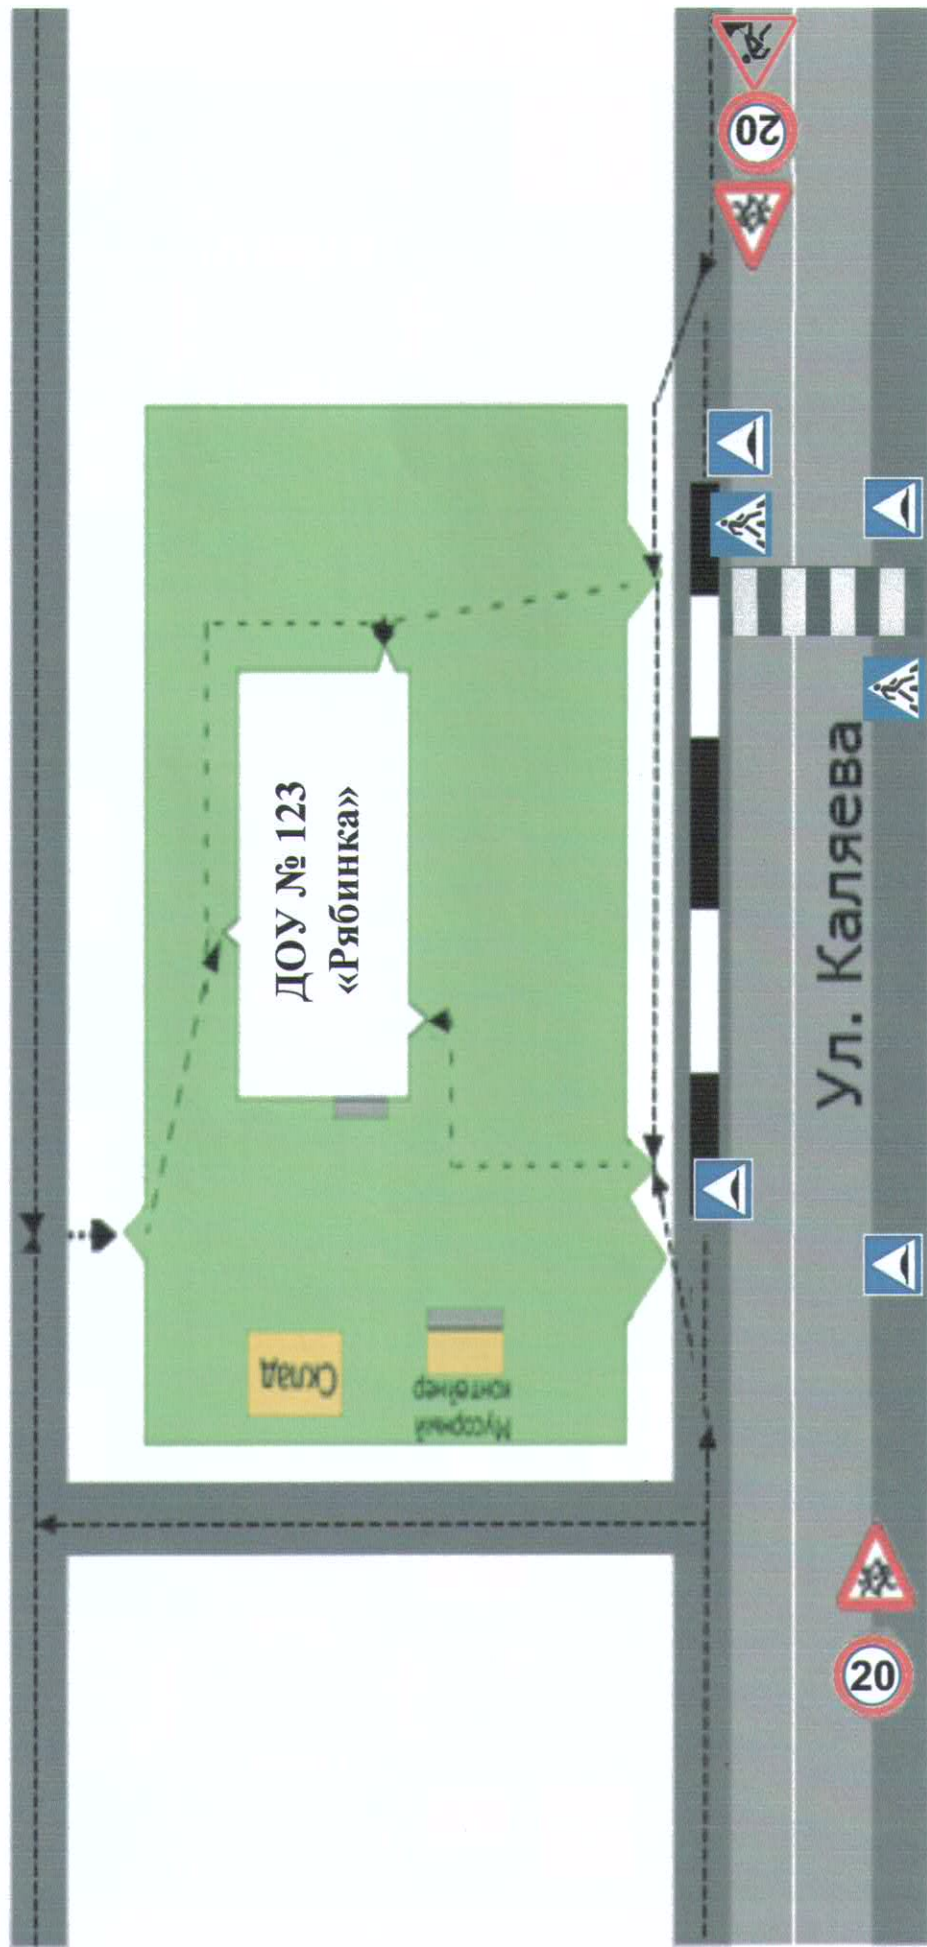 20
ДОУ № 123
«Рябинка»
Ул. Каляева
Склад
Мусорный
контейнер
20